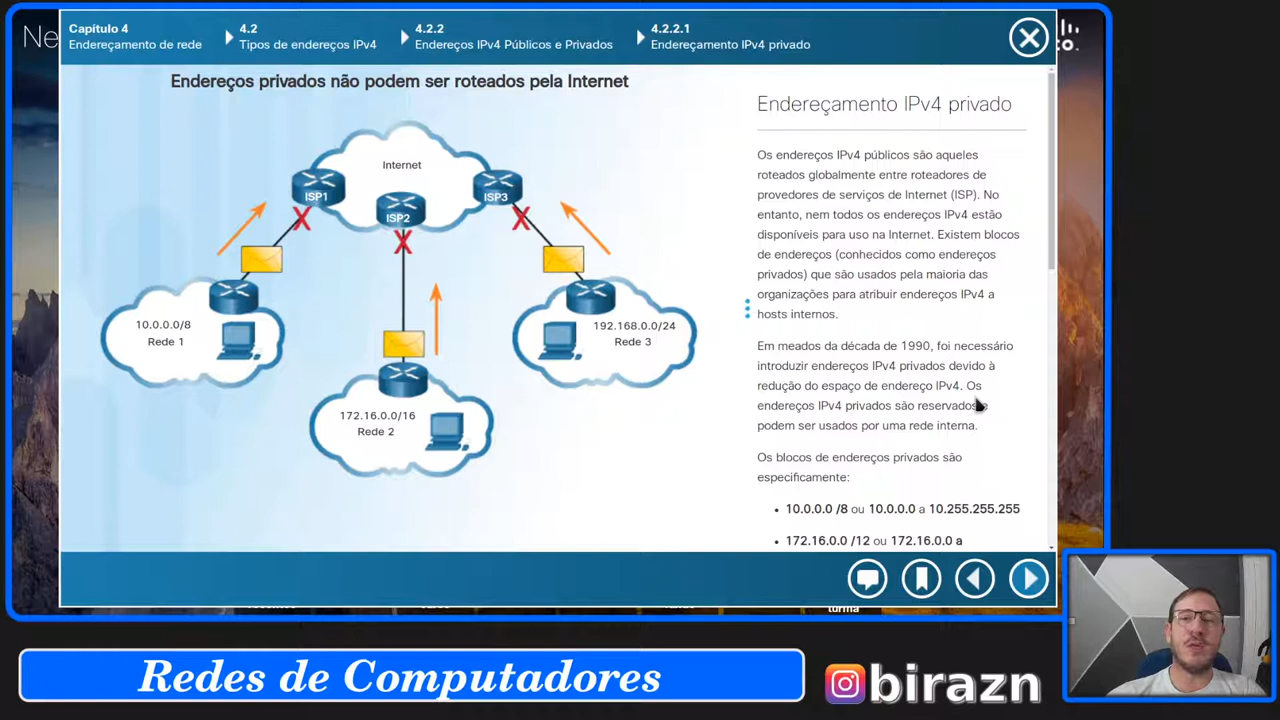 Ne
Capítulo 4
Endereçamento de rede
4.2
Tipos de endereços IPv4
4.2.2
Endereços IPv4 Públicos e Privados
4.2.2.1
Endereçamento IPv4 privado
Endereços privados não podem ser roteados pela Internet
Internet
ISP1
ISP2
ISP3
10.0.0.0/8
Rede 1
172.16.0.0/16
Rede 2
192.168.0.0/24
Rede 3
Endereçamento IPv4 privado
Os endereços IPv4 públicos são aqueles
roteados globalmente entre roteadores de
provedores de serviços de Internet (ISP). No
entanto, nem todos os endereços IPv4 estão
disponíveis para uso na Internet. Existem blocos
de endereços (conhecidos como endereços
privados) que são usados pela maioria das
organizações para atribuir endereços IPv4 a
hosts internos.
Em meados da década de 1990, foi necessário
introduzir endereços IPv4 privados devido à
redução do espaço de endereço IPv4. Os
endereços IPv4 privados são reservados e
podem ser usados por uma rede interna.
Os blocos de endereços privados são
especificamente:
• 10.0.0.0 /8 ou 10.0.0.0 a 10.255.255.255
• 172.16.0.0 /12 ou 172.16.0.0 a
turma
Redes de Computadores
birazn